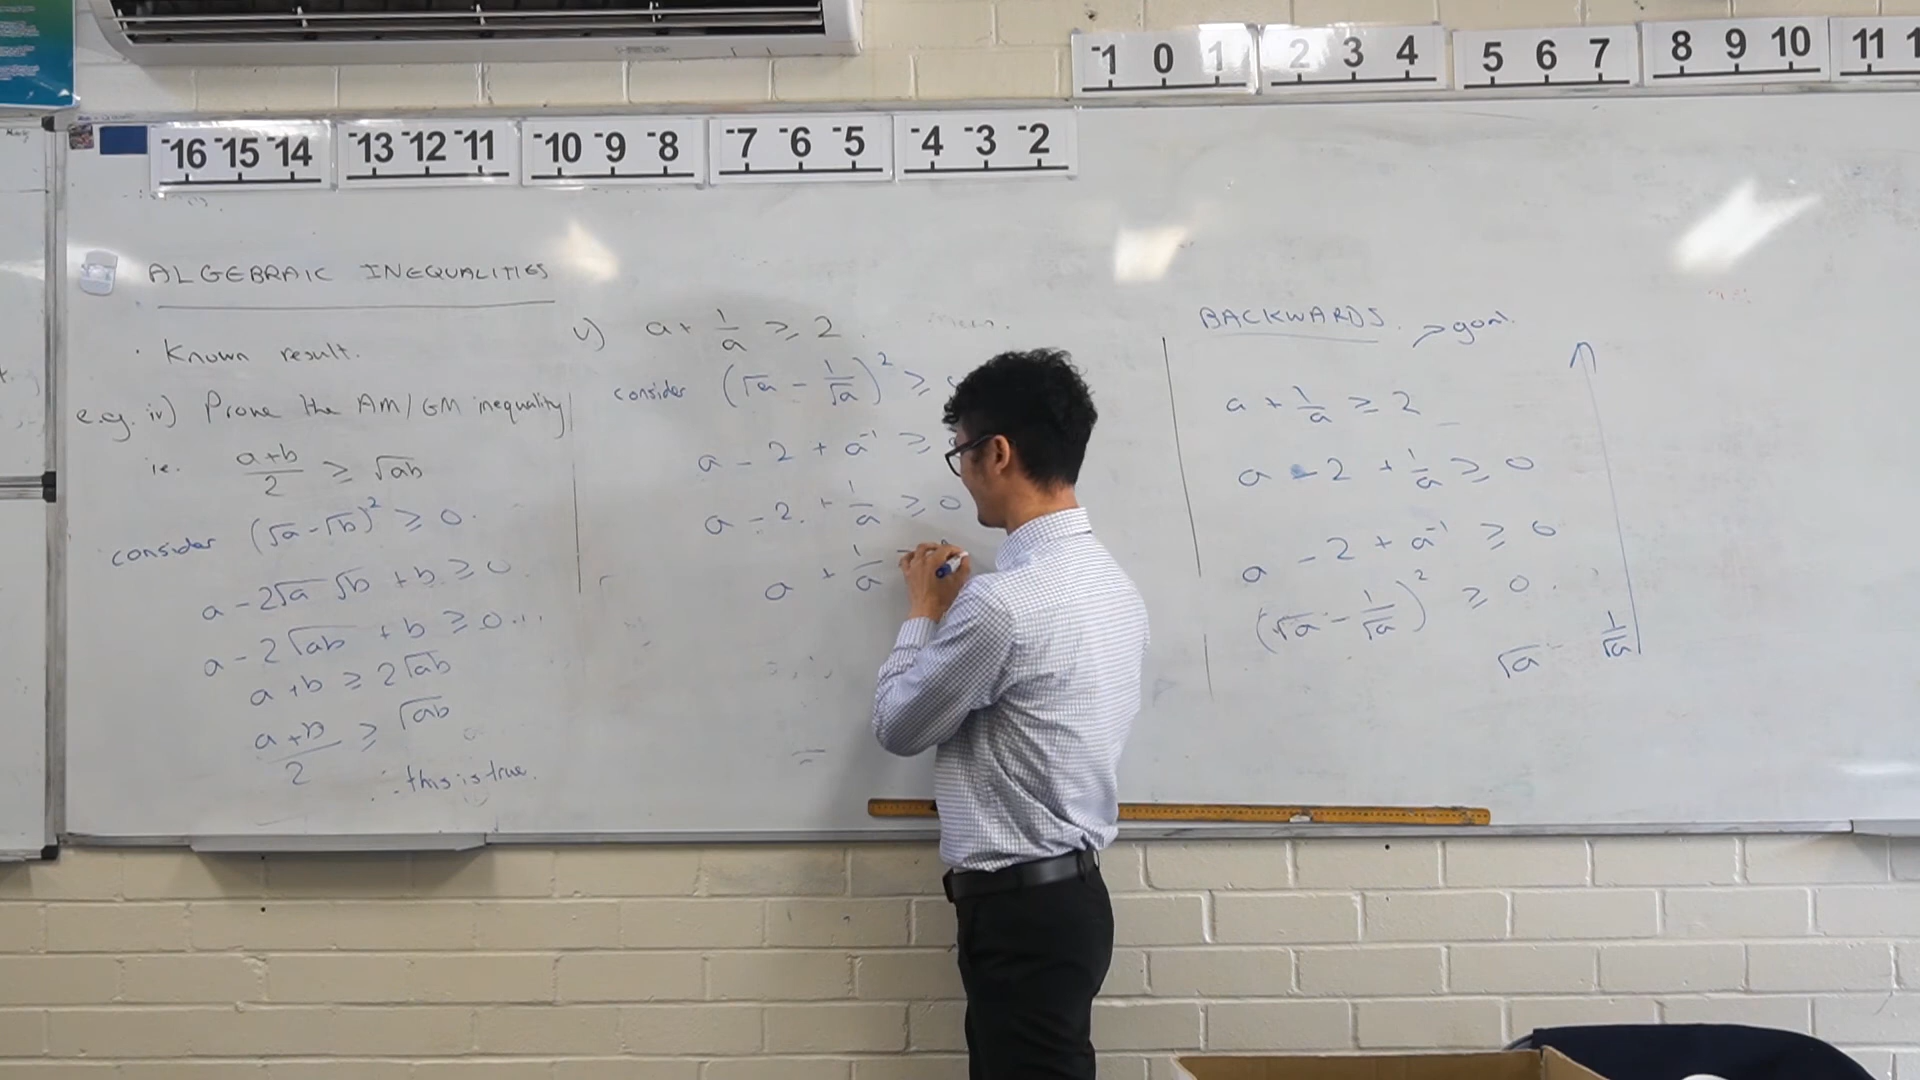 -1 0 1 2 3 4 5 6 7 8 9 10 11 1
-16 -15 -14 -13 -12 -11 -10 -9 -8 -7 -6 -5 -4 -3 -2
ALGEBRAIC INEQUALITIES
· Known result.
e.g. iv) Prove the AM/GM inequality
ie. a+b/2 ≥ √ab
consider (√a-√b)² ≥ 0.
a - 2√a √b + b ≥ 0
a - 2√ab + b ≥ 0...
a + b ≥ 2√ab
a+b/2 ≥ √ab
∴ this is true.
v) a + 1/a ≥ 2
consider (√a - 1/√a)² ≥
a - 2 + a⁻¹ ≥
a - 2 + 1/a ≥ 0
a + 1/a
BACKWARDS. > goal.
a + 1/a ≥ 2
a - 2 + 1/a ≥ 0
a - 2 + a⁻¹ ≥ 0
(√a - 1/√a)² ≥ 0.
√a - 1/√a